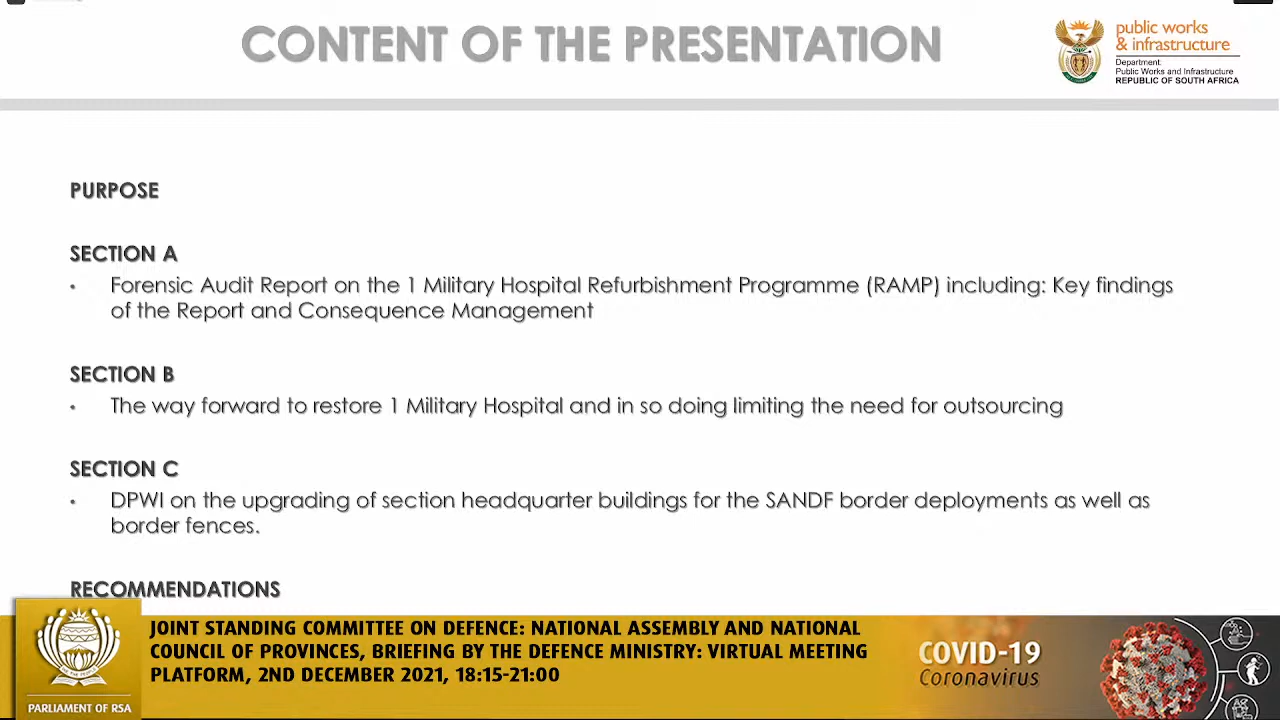 CONTENT OF THE PRESENTATION
public works
& infrastructure
Department:
Public Works and Infrastructure
REPUBLIC OF SOUTH AFRICA
PURPOSE
SECTION A
• Forensic Audit Report on the 1 Military Hospital Refurbishment Programme (RAMP) including: Key findings
of the Report and Consequence Management
SECTION B
• The way forward to restore 1 Military Hospital and in so doing limiting the need for outsourcing
SECTION C
• DPWI on the upgrading of section headquarter buildings for the SANDF border deployments as well as
border fences.
RECOMMENDATIONS
JOINT STANDING COMMITTEE ON DEFENCE: NATIONAL ASSEMBLY AND NATIONAL
COUNCIL OF PROVINCES, BRIEFING BY THE DEFENCE MINISTRY: VIRTUAL MEETING
PLATFORM, 2ND DECEMBER 2021, 18:15-21:00
PARLIAMENT OF RSA
COVID-19
Coronavirus